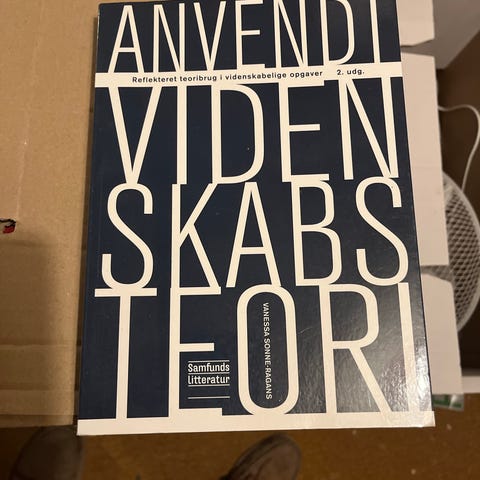 ANVENDT
Reflekteret teoribrug i videnskabelige opgaver 2. udg.
VIDEN
SKABS
TEORI
VANESSA SONNE-RAGANS
Samfunds
litteratur